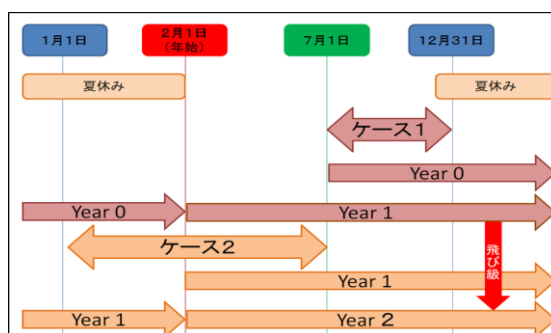 1月1日
2月1日
(年始)
7月1日
12月31日
夏休み
夏休み
ケース1
Year 0
Year 0
Year 1
ケース2
飛び級
Year 1
Year 1
Year 2